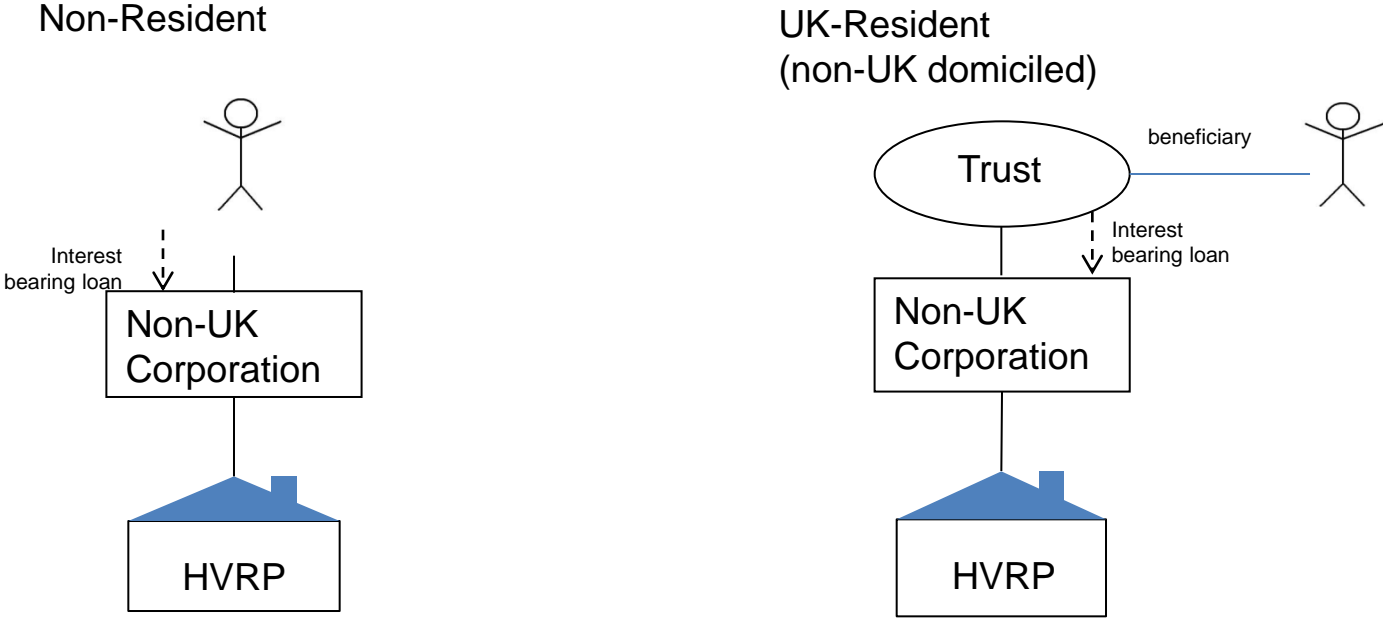 Non-Resident
Interest
bearing loan
Non-UK
Corporation
HVRP
UK-Resident
(non-UK domiciled)
Trust
beneficiary
Interest
bearing loan
Non-UK
Corporation
HVRP